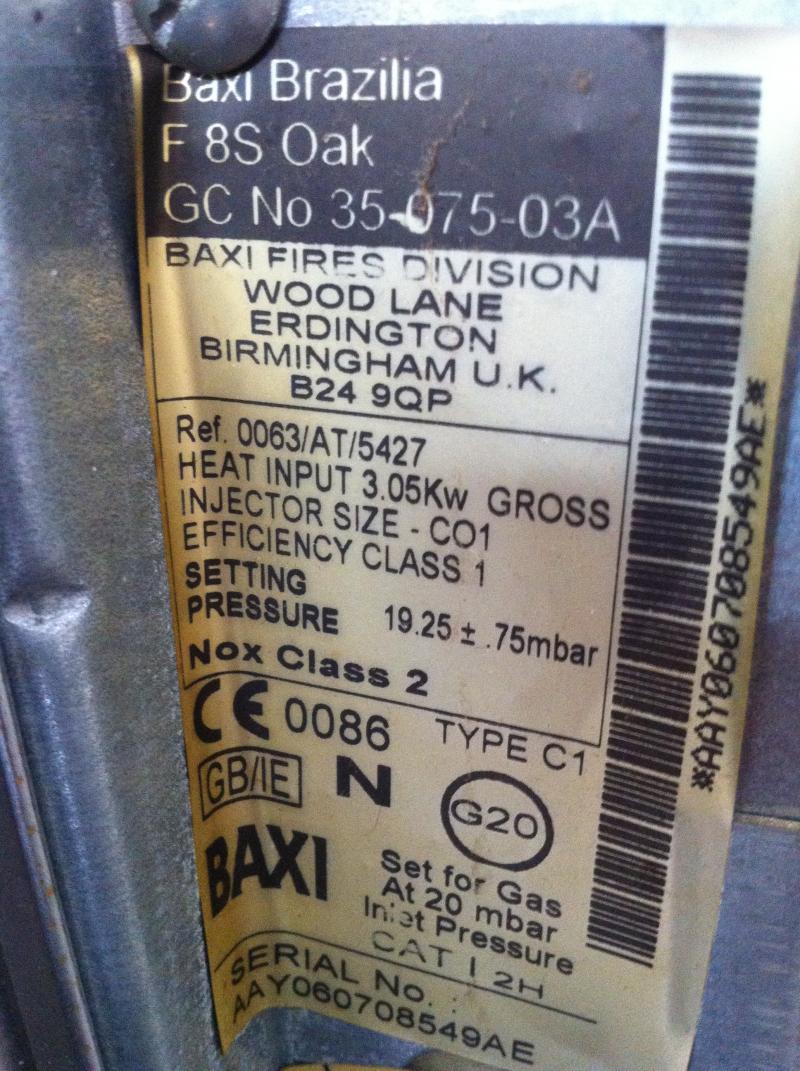 Baxi Brazilia
F 8S Oak
GC No 35-075-03A
BAXI FIRES DIVISION
WOOD LANE
ERDINGTON
BIRMINGHAM U.K.
B24 9QP
Ref. 0063/AT/5427
HEAT INPUT 3.05Kw GROSS
INJECTOR SIZE - CO1
EFFICIENCY CLASS 1
SETTING
PRESSURE 19.25 ± .75mbar
Nox Class 2
CE 0086 TYPE C1
GB/IE N G20
BAXI
Set for Gas
At 20 mbar
Inlet Pressure
CAT I 2H
SERIAL No. :
AAY060708549AE
*AAY060708549AE*